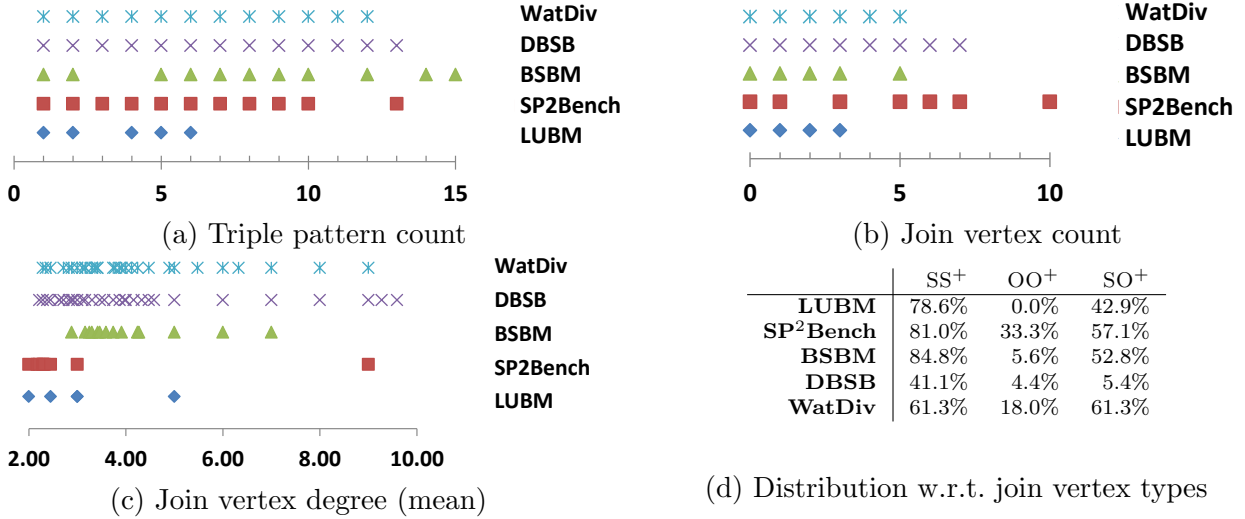 WatDiv
DBSB
BSBM
SP2Bench
LUBM
0 5 10 15
(a) Triple pattern count
WatDiv
DBSB
BSBM
SP2Bench
LUBM
0 5 10
(b) Join vertex count
WatDiv
DBSB
BSBM
SP2Bench
LUBM
2.00 4.00 6.00 8.00 10.00
(c) Join vertex degree (mean)
SS⁺ OO⁺ SO⁺
LUBM 78.6% 0.0% 42.9%
SP²Bench 81.0% 33.3% 57.1%
BSBM 84.8% 5.6% 52.8%
DBSB 41.1% 4.4% 5.4%
WatDiv 61.3% 18.0% 61.3%
(d) Distribution w.r.t. join vertex types